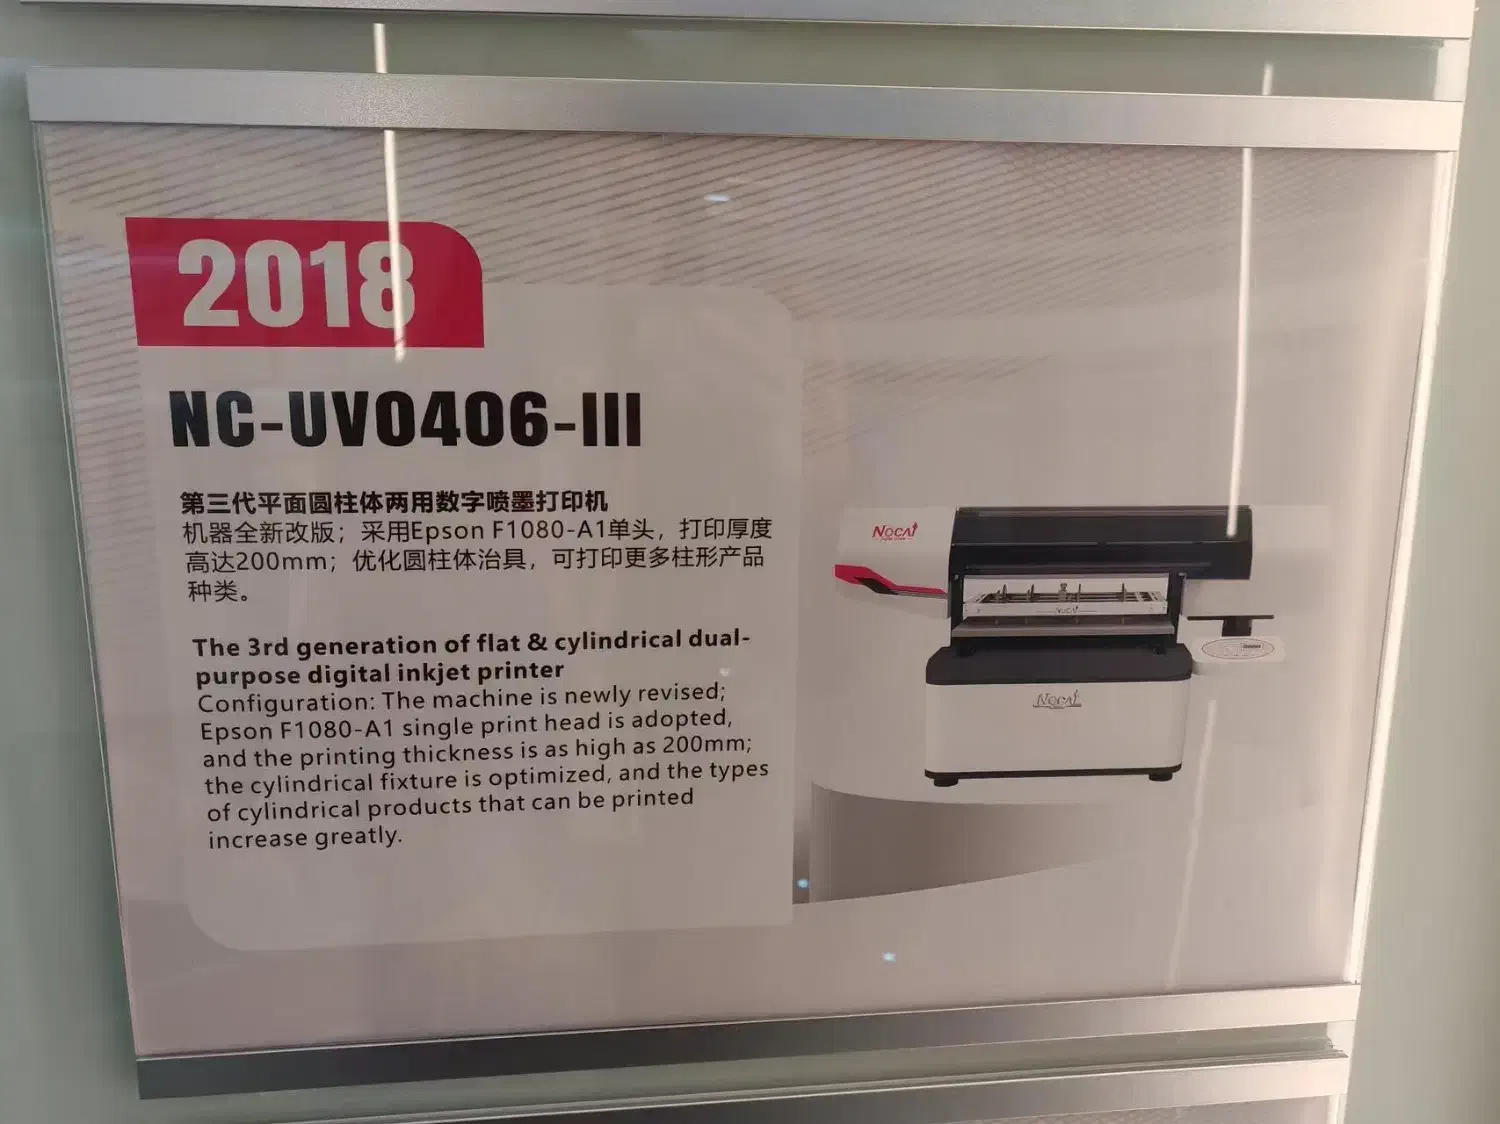 2018
NC-UV0406-III
第三代平面圆柱体两用数字喷墨打印机
机器全新改版；采用Epson F1080-A1单头，打印厚度
高达200mm；优化圆柱体治具，可打印更多柱形产品
种类。
The 3rd generation of flat & cylindrical dual-
purpose digital inkjet printer
Configuration: The machine is newly revised;
Epson F1080-A1 single print head is adopted,
and the printing thickness is as high as 200mm;
the cylindrical fixture is optimized, and the types
of cylindrical products that can be printed
increase greatly.
NOCAI
NOCAI
NOCAI